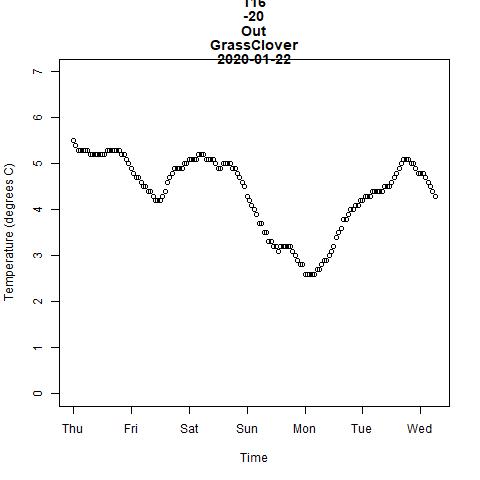 T16
-20
Out
GrassClover
2020-01-22
7
6
5
4
3
2
1
0
Temperature (degrees C)
Thu Fri Sat Sun Mon Tue Wed
Time